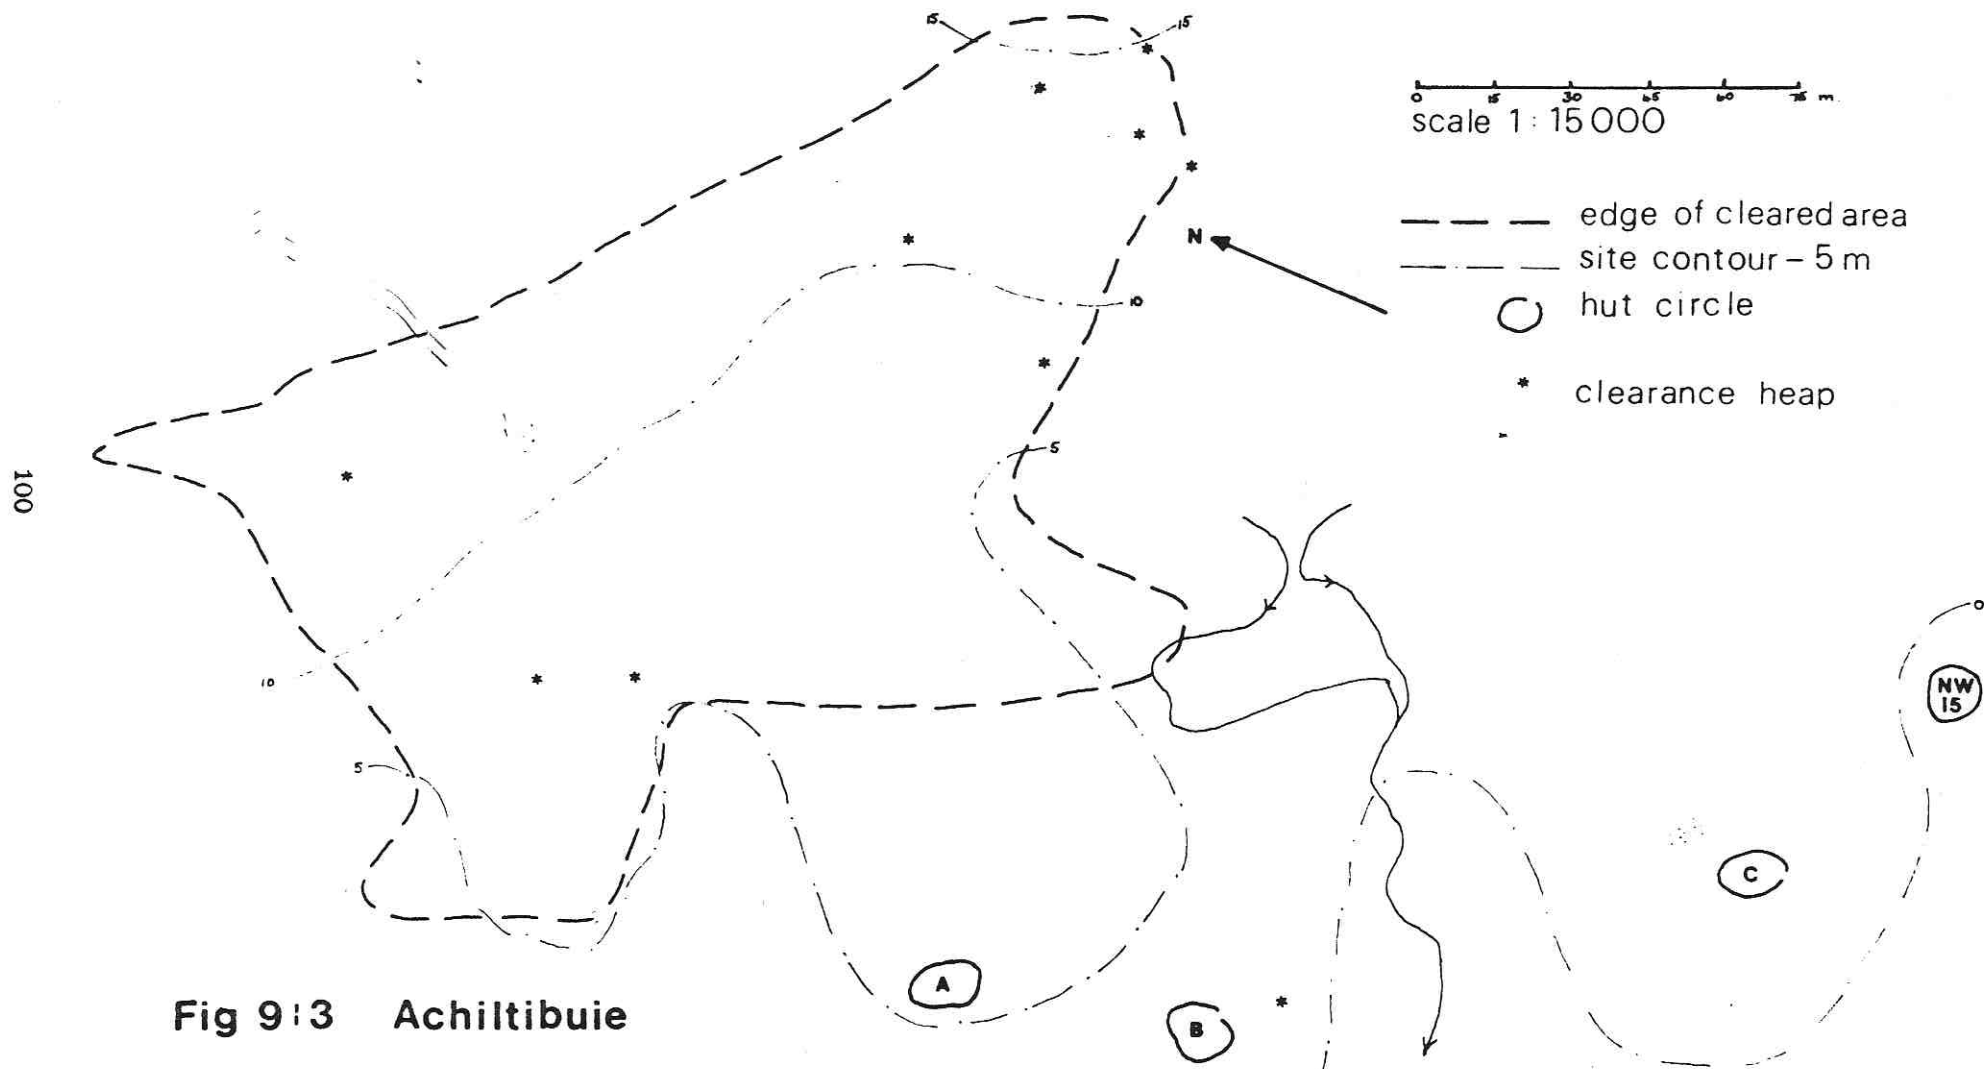 15
15
0 15 30 45 60 75 m.
scale 1:15000
edge of cleared area
N
site contour – 5 m
10
hut circle
* clearance heap
5
100
0
10
NW
15
5
C
A
B
Fig 9:3 Achiltibuie